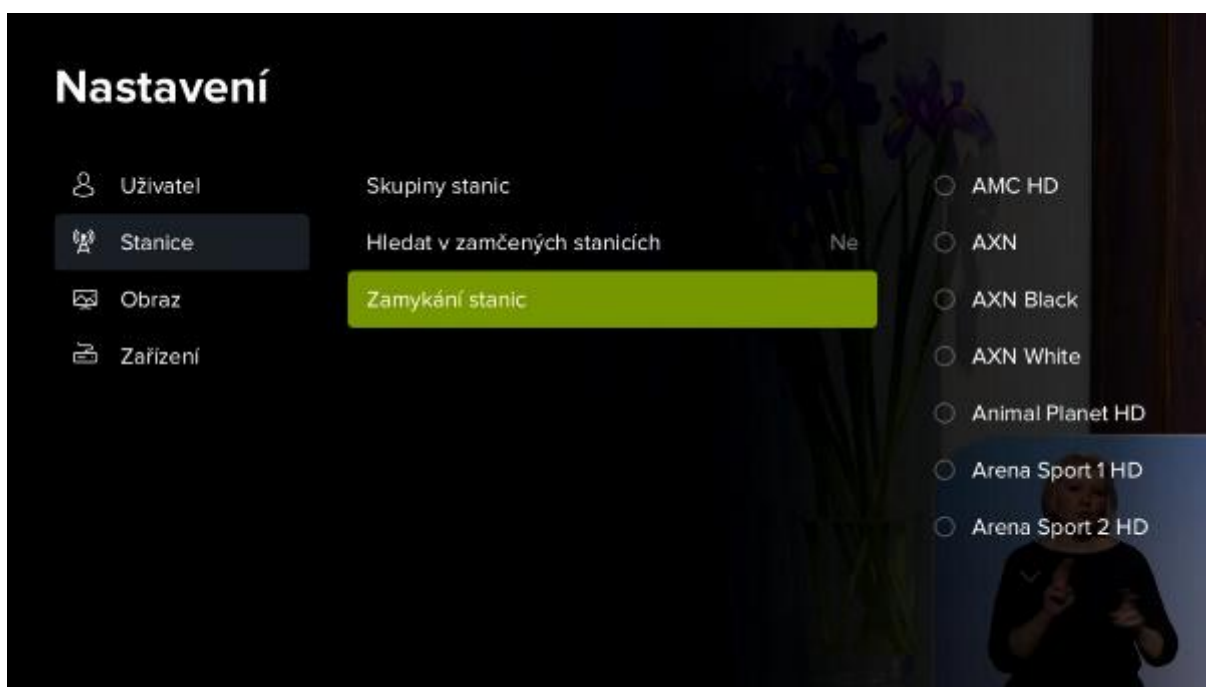 Nastavení
Uživatel
Stanice
Obraz
Zařízení
Skupiny stanic
Hledat v zamčených stanicích Ne
Zamykání stanic
AMC HD
AXN
AXN Black
AXN White
Animal Planet HD
Arena Sport 1 HD
Arena Sport 2 HD